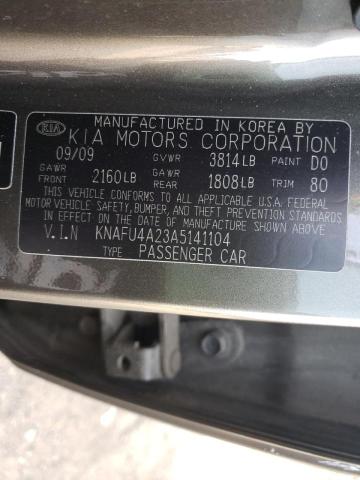 MANUFACTURED IN KOREA BY
KIA KIA MOTORS CORPORATION
09/09 GVWR 3814LB PAINT D0
GAWR FRONT 2160LB GAWR REAR 1808LB TRIM 80
THIS VEHICLE CONFORMS TO ALL APPLICABLE U.S.A. FEDERAL
MOTOR VEHICLE SAFETY, BUMPER, AND THEFT PREVENTION STANDARDS
IN EFFECT ON THE DATE OF MANUFACTURE SHOWN ABOVE.
V.I.N KNAFU4A23A5141104
TYPE: PASSENGER CAR